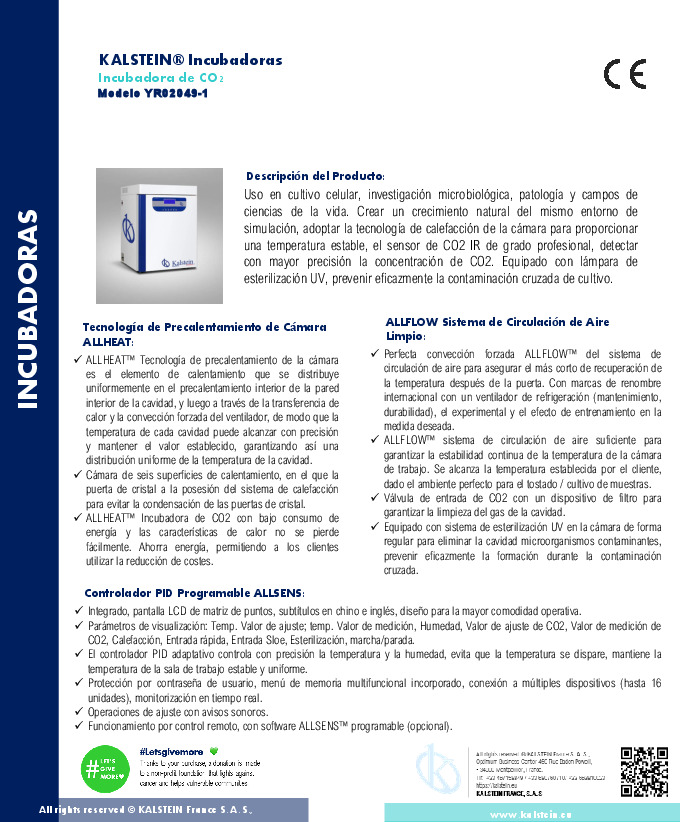 INCUBADORAS
KALSTEIN® Incubadoras
Incubadora de CO2
Modelo YR02049-1
CE
Descripción del Producto:
Uso en cultivo celular, investigación microbiológica, patología y campos de
ciencias de la vida. Crear un crecimiento natural del mismo entorno de
simulación, adoptar la tecnología de calefacción de la cámara para proporcionar
una temperatura estable, el sensor de CO2 IR de grado profesional, detectar
con mayor precisión la concentración de CO2. Equipado con lámpara de
esterilización UV, prevenir eficazmente la contaminación cruzada de cultivo.
Kalstein
Tecnología de Precalentamiento de Cámara
ALLHEAT:
✓ ALLHEAT™ Tecnología de precalentamiento de la cámara
es el elemento de calentamiento que se distribuye
uniformemente en el precalentamiento interior de la pared
interior de la cavidad, y luego a través de la transferencia de
calor y la convección forzada del ventilador, de modo que la
temperatura de cada cavidad puede alcanzar con precisión
y mantener el valor establecido, garantizando así una
distribución uniforme de la temperatura de la cavidad.
✓ Cámara de seis superficies de calentamiento, en el que la
puerta de cristal a la posesión del sistema de calefacción
para evitar la condensación de las puertas de cristal.
✓ ALLHEAT™ Incubadora de CO2 con bajo consumo de
energía y las características de calor no se pierde
fácilmente. Ahorra energía, permitiendo a los clientes
utilizar la reducción de costes.
ALLFLOW Sistema de Circulación de Aire
Limpio:
✓ Perfecta convección forzada ALLFLOW™ del sistema de
circulación de aire para asegurar el más corto de recuperación de
la temperatura después de la puerta. Con marcas de renombre
internacional con un ventilador de refrigeración (mantenimiento,
durabilidad), el experimental y el efecto de entrenamiento en la
medida deseada.
✓ ALLFLOW™ sistema de circulación de aire suficiente para
garantizar la estabilidad continua de la temperatura de la cámara
de trabajo. Se alcanza la temperatura establecida por el cliente,
dado el ambiente perfecto para el tostado / cultivo de muestras.
✓ Válvula de entrada de CO2 con un dispositivo de filtro para
garantizar la limpieza del gas de la cavidad.
✓ Equipado con sistema de esterilización UV en la cámara de forma
regular para eliminar la cavidad microorganismos contaminantes,
prevenir eficazmente la formación durante la contaminación
cruzada.
Controlador PID Programable ALLSENS:
✓ Integrado, pantalla LCD de matriz de puntos, subtítulos en chino e inglés, diseño para la mayor comodidad operativa.
✓ Parámetros de visualización: Temp. Valor de ajuste; temp. Valor de medición, Humedad, Valor de ajuste de CO2, Valor de medición de
CO2, Calefacción, Entrada rápida, Entrada Sloe, Esterilización, marcha/parada.
✓ El controlador PID adaptativo controla con precisión la temperatura y la humedad, evita que la temperatura se dispare, mantiene la
temperatura de la sala de trabajo estable y uniforme.
✓ Protección por contraseña de usuario, menú de memoria multifuncional incorporado, conexión a múltiples dispositivos (hasta 16
unidades), monitorización en tiempo real.
✓ Operaciones de ajuste con avisos sonoros.
✓ Funcionamiento por control remoto, con software ALLSENS™ programable (opcional).
#LET'S
GIVE
MORE
#Letsgivemore
Thanks to your purchase, a donation is made
to a non-profit foundation that fights against
cancer and helps vulnerable communities
All rights reserved © KALSTEIN France S. A. S.,
https://kalstein.eu
KALSTEIN FRANCE, S.A.S
All rights reserved © KALSTEIN France S.A.S.,
www.kalstein.eu